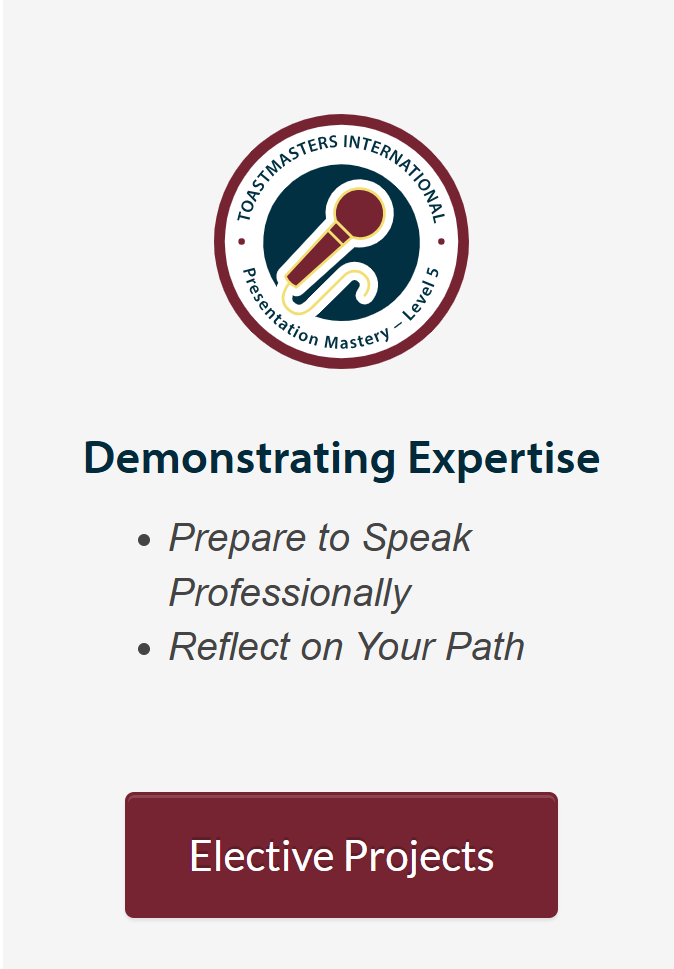 TOASTMASTERS INTERNATIONAL
Presentation Mastery – Level 5
Demonstrating Expertise
• Prepare to Speak
Professionally
• Reflect on Your Path
Elective Projects